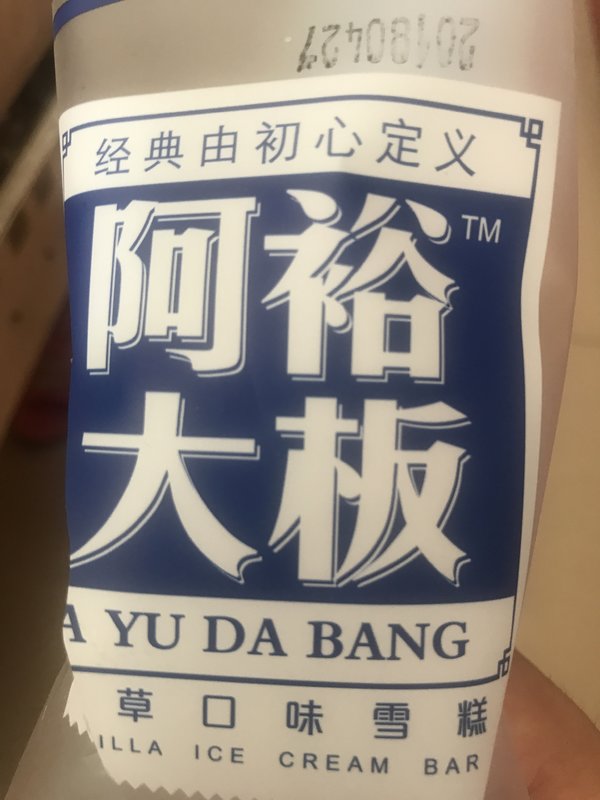 20180427
经典由初心定义
阿裕 TM
大板
A YU DA BANG
草口味雪糕
ILLA ICE CREAM BAR